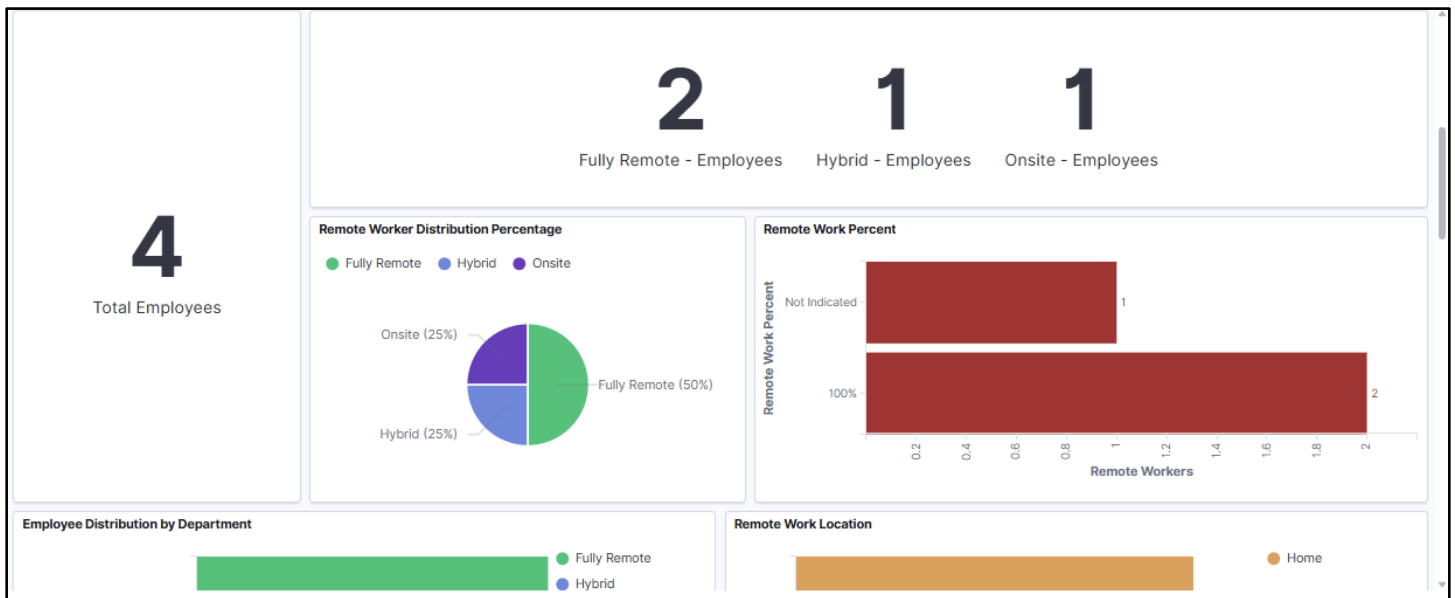 4
Total Employees
2 1 1
Fully Remote - Employees Hybrid - Employees Onsite - Employees
Remote Worker Distribution Percentage
Fully Remote Hybrid Onsite
Onsite (25%)
Fully Remote (50%)
Hybrid (25%)
Remote Work Percent
Remote Work Percent
Not Indicated
1
100%
2
0.2 0.4 0.6 0.8 1 1.2 1.4 1.6 1.8 2
Remote Workers
Employee Distribution by Department
Fully Remote
Hybrid
Remote Work Location
Home